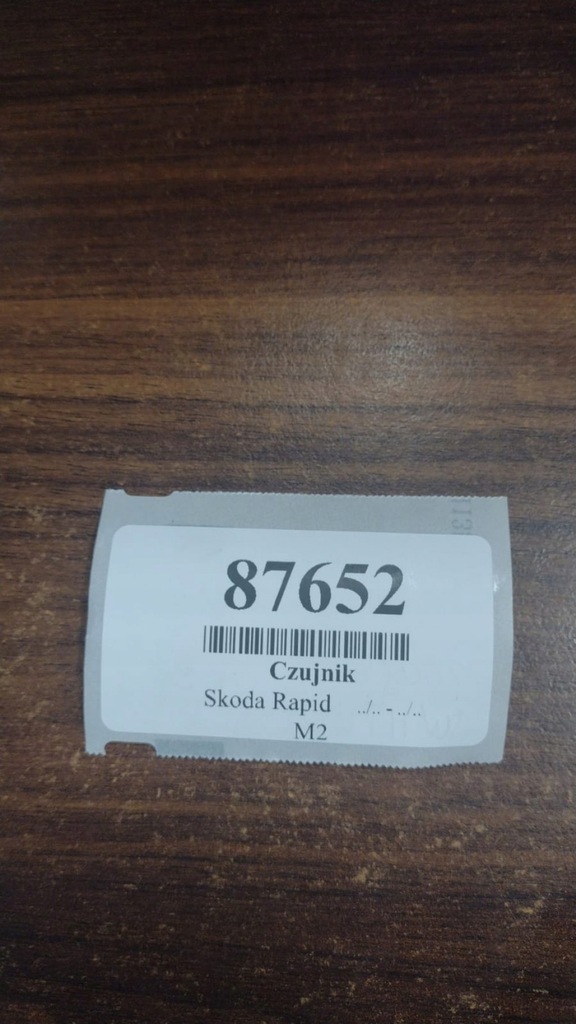 87652
Czujnik
Skoda Rapid ../.. - ../..
M2